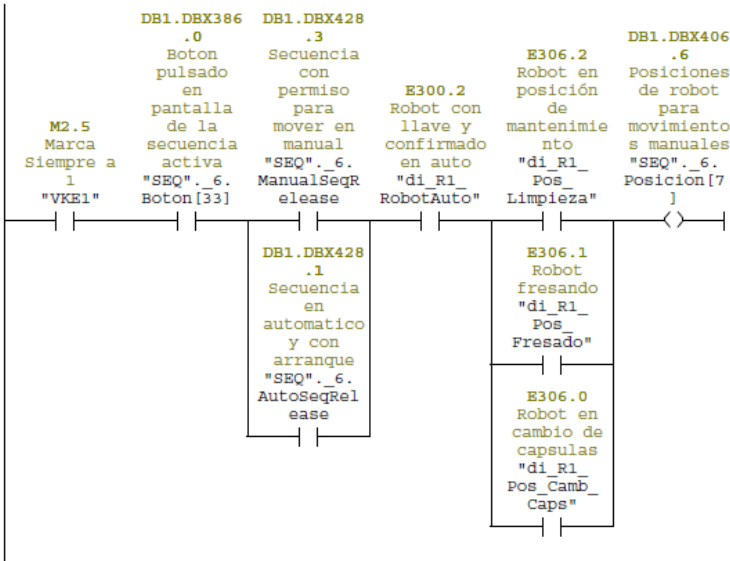 M2.5
Marca
Siempre a
1
"VKE1"
DB1.DBX386
.0
Boton
pulsado
en
pantalla
de la
secuencia
activa
"SEQ"._6.
Boton[33]
DB1.DBX428
.3
Secuencia
con
permiso
para
mover en
manual
"SEQ"._6.
ManualSeqR
elease
E300.2
Robot con
llave y
confirmado
en auto
"di_R1_
RobotAuto"
E306.2
Robot en
posición
de
mantenimie
nto
"di_R1_
Pos_
Limpieza"
DB1.DBX406
.6
Posiciones
de robot
para
movimiento
s manuales
"SEQ"._6.
Posicion[7
]
DB1.DBX428
.1
Secuencia
en
automatico
y con
arranque
"SEQ"._6.
AutoSeqRel
ease
E306.1
Robot
fresando
"di_R1_
Pos_
Fresado"
E306.0
Robot en
cambio de
capsulas
"di_R1_
Pos_Camb_
Caps"